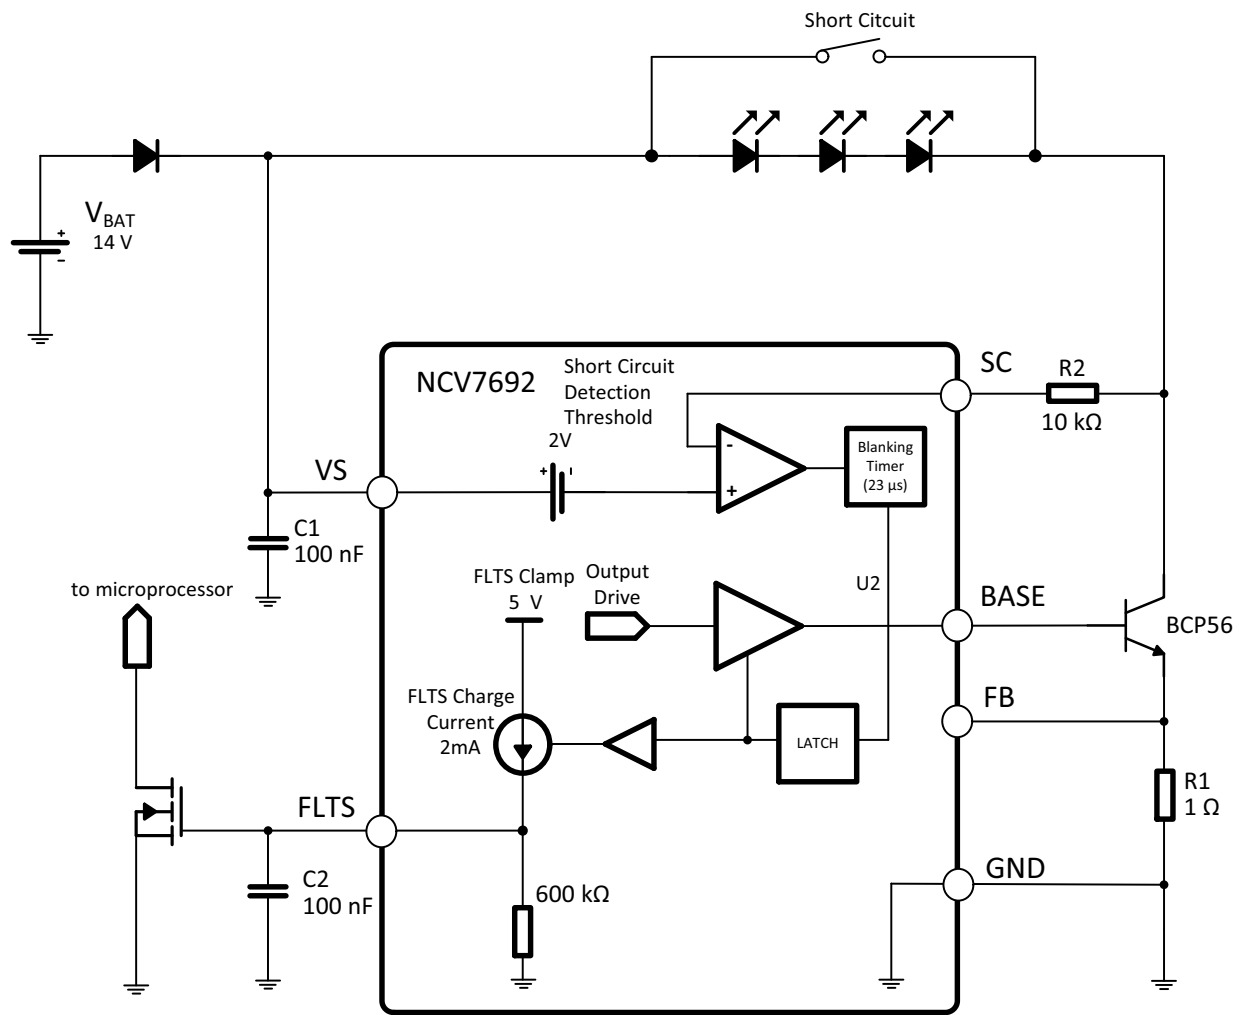 Short Citcuit
V BAT
14 V
+
-
NCV7692
Short Circuit
Detection
Threshold
2V
+
-
SC
R2
10 kΩ
VS
-
+
Blanking
Timer
(23 µs)
C1
100 nF
to microprocessor
FLTS Clamp
5 V
Output
Drive
U2
BASE
BCP56
FLTS Charge
Current
2mA
LATCH
FB
R1
1 Ω
FLTS
C2
100 nF
600 kΩ
GND